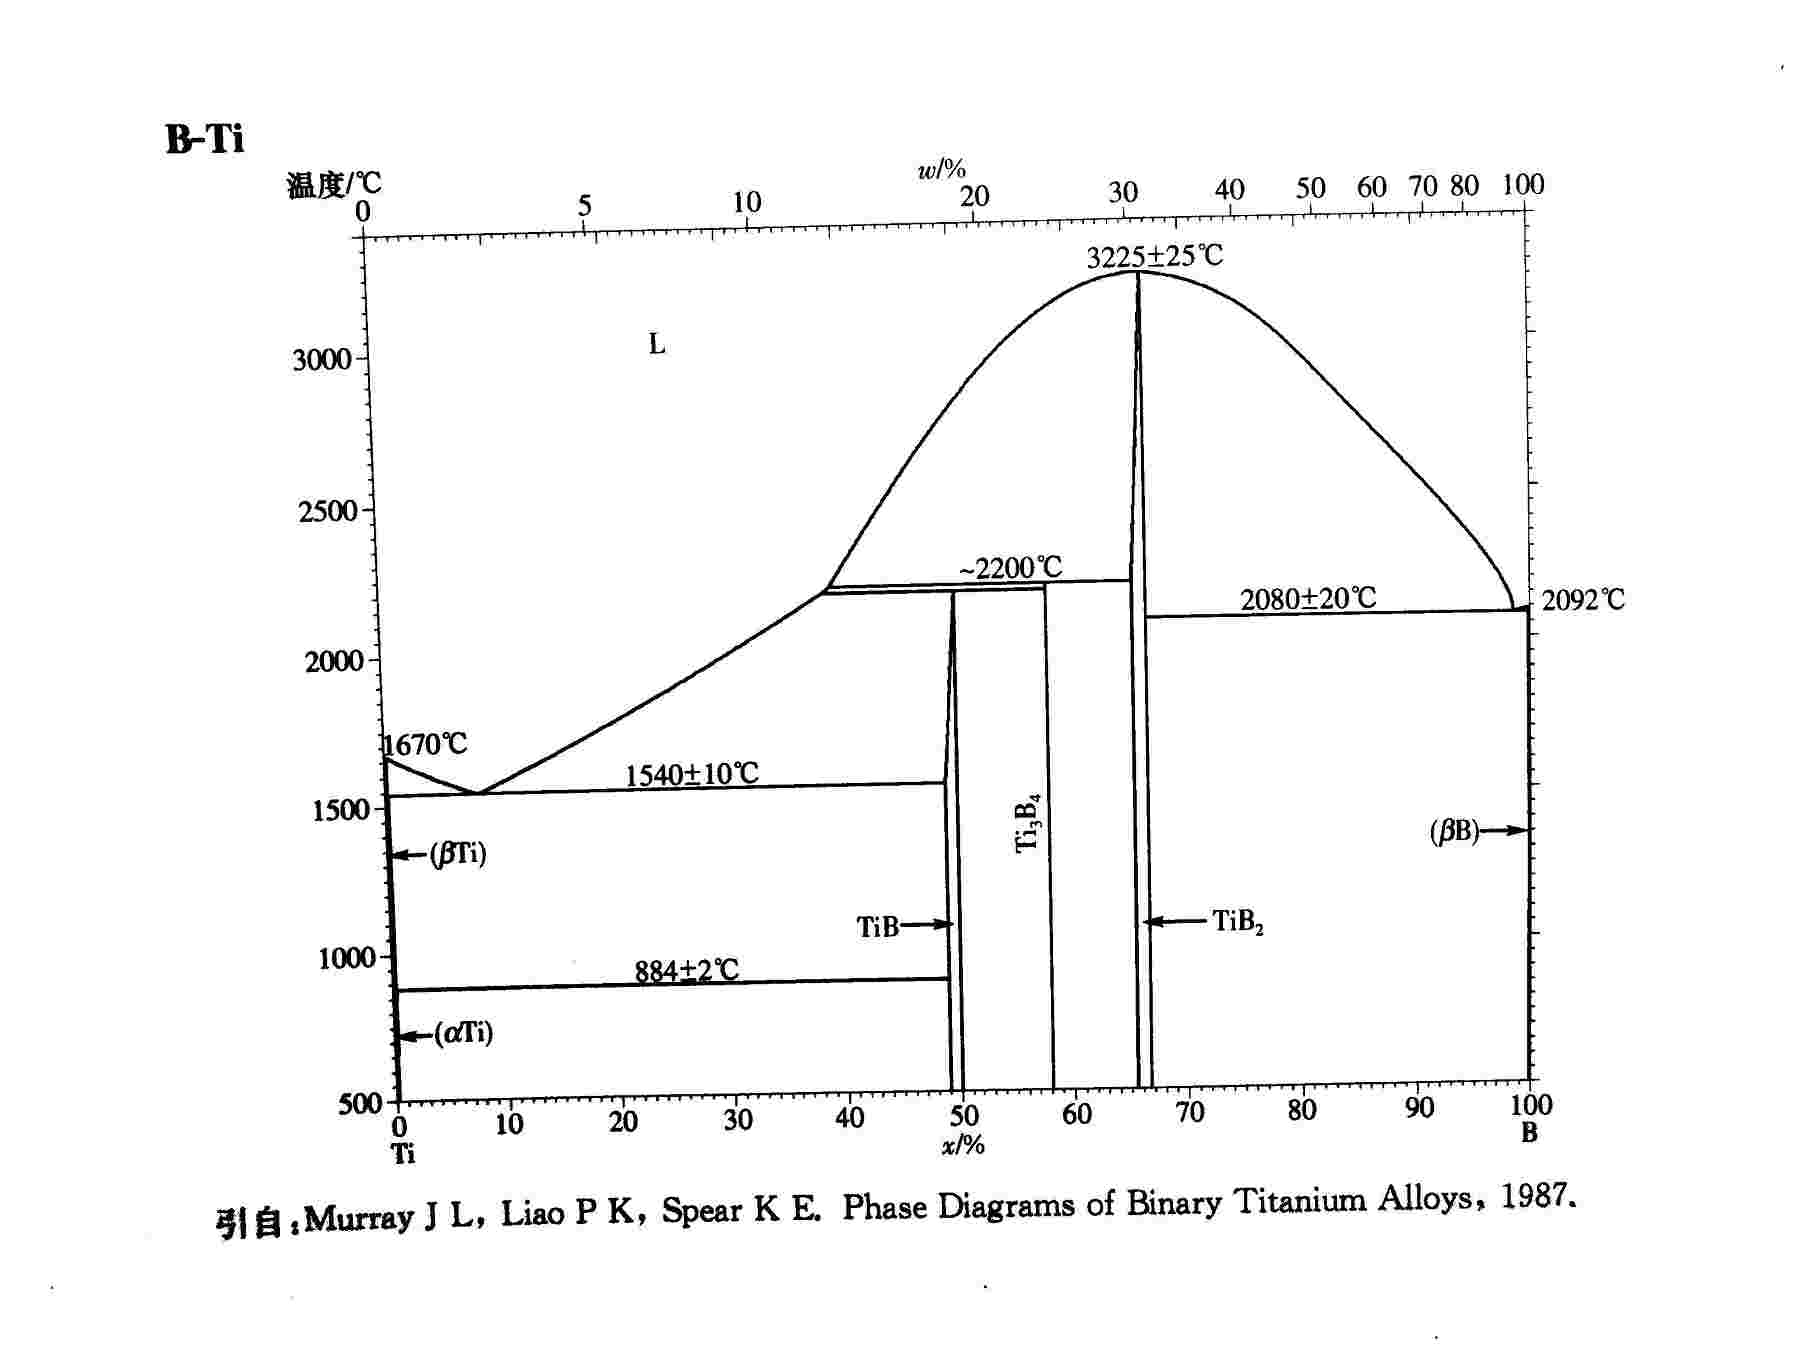 B-Ti
温度/℃
w/%
0 5 10 20 30 40 50 60 70 80 100
3225±25℃
L
3000
2500
~2200℃
2080±20℃
2092℃
2000
1670℃
1540±10℃
1500
Ti₃B₄
(βB)
(βTi)
TiB
TiB₂
1000
884±2℃
(αTi)
500
0 10 20 30 40 50 60 70 80 90 100
Ti
x/%
B
引自:Murray J L, Liao P K, Spear K E. Phase Diagrams of Binary Titanium Alloys, 1987.